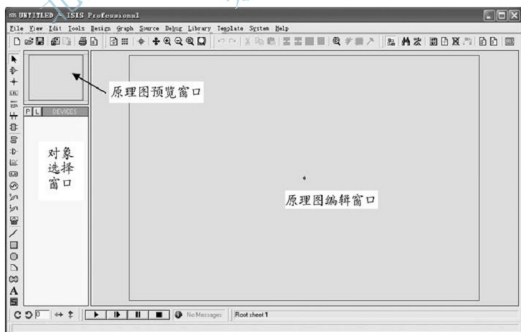 UNTITLED - ISIS Professional
File View Edit Tools Design Graph Source Debug Library Template System Help
原理图预览窗口
P L DEVICES
对象
选择
窗口
原理图编辑窗口
A
0
No Messages
Root sheet 1